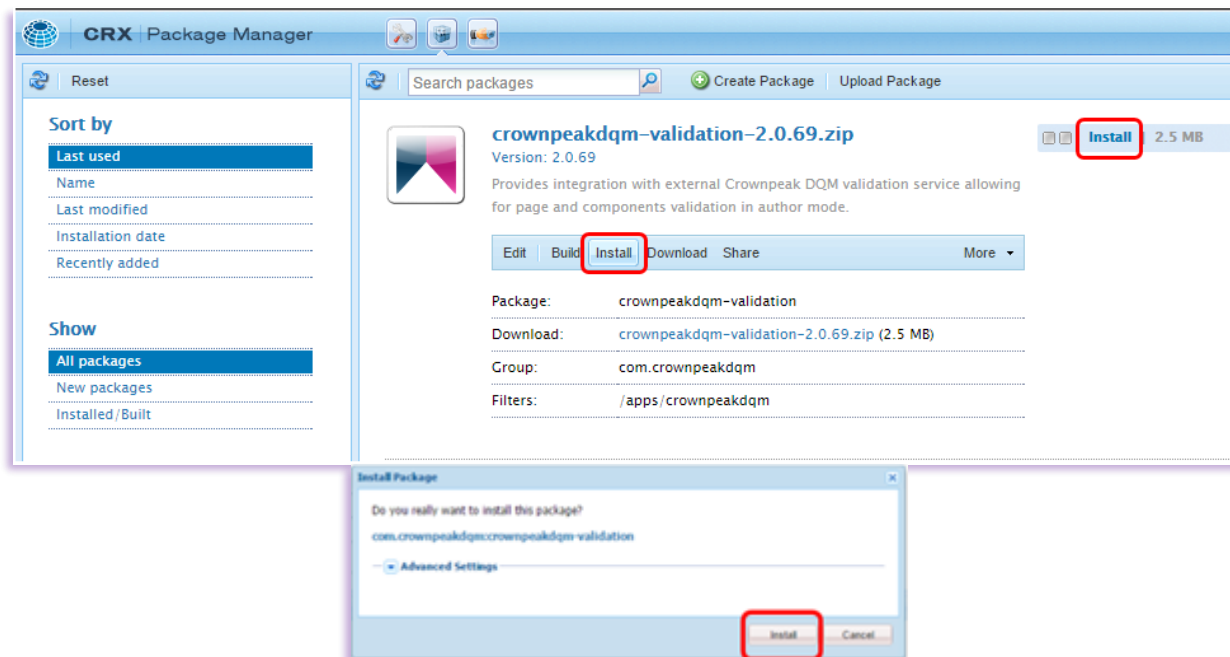 CRX Package Manager
Reset
Search packages
Create Package
Upload Package
Sort by
Last used
Name
Last modified
Installation date
Recently added
Show
All packages
New packages
Installed/Built
crownpeakdqm-validation-2.0.69.zip
Install 2.5 MB
Version: 2.0.69
Provides integration with external Crownpeak DQM validation service allowing
for page and components validation in author mode.
Edit Build Install Download Share More
Package: crownpeakdqm-validation
Download: crownpeakdqm-validation-2.0.69.zip (2.5 MB)
Group: com.crownpeakdqm
Filters: /apps/crownpeakdqm
Install Package
Do you really want to install this package?
com.crownpeakdqm:crownpeakdqm-validation
Advanced Settings
Install Cancel